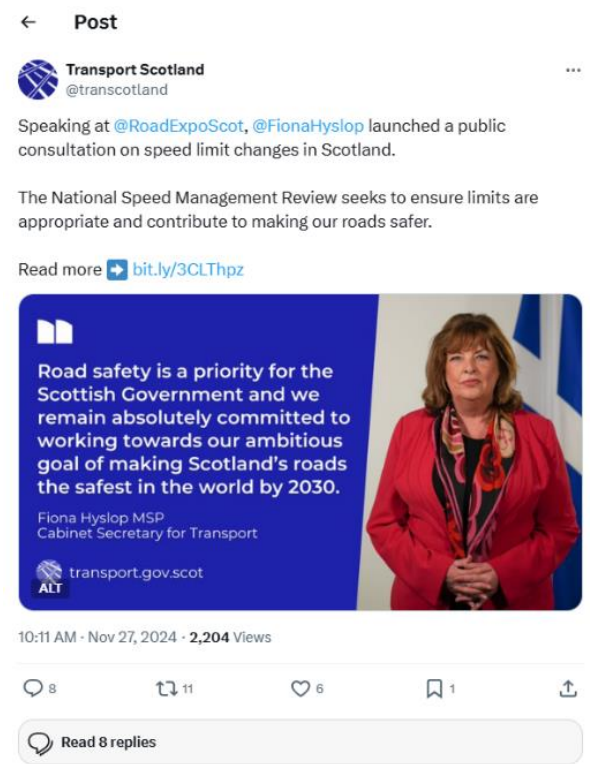 Post
Transport Scotland
@transcotland
Speaking at @RoadExpoScot, @FionaHyslop launched a public
consultation on speed limit changes in Scotland.
The National Speed Management Review seeks to ensure limits are
appropriate and contribute to making our roads safer.
Read more ➡️ bit.ly/3CLThpz
Road safety is a priority for the
Scottish Government and we
remain absolutely committed to
working towards our ambitious
goal of making Scotland's roads
the safest in the world by 2030.
Fiona Hyslop MSP
Cabinet Secretary for Transport
transport.gov.scot
ALT
10:11 AM · Nov 27, 2024 · 2,204 Views
8 11 6 1
Read 8 replies